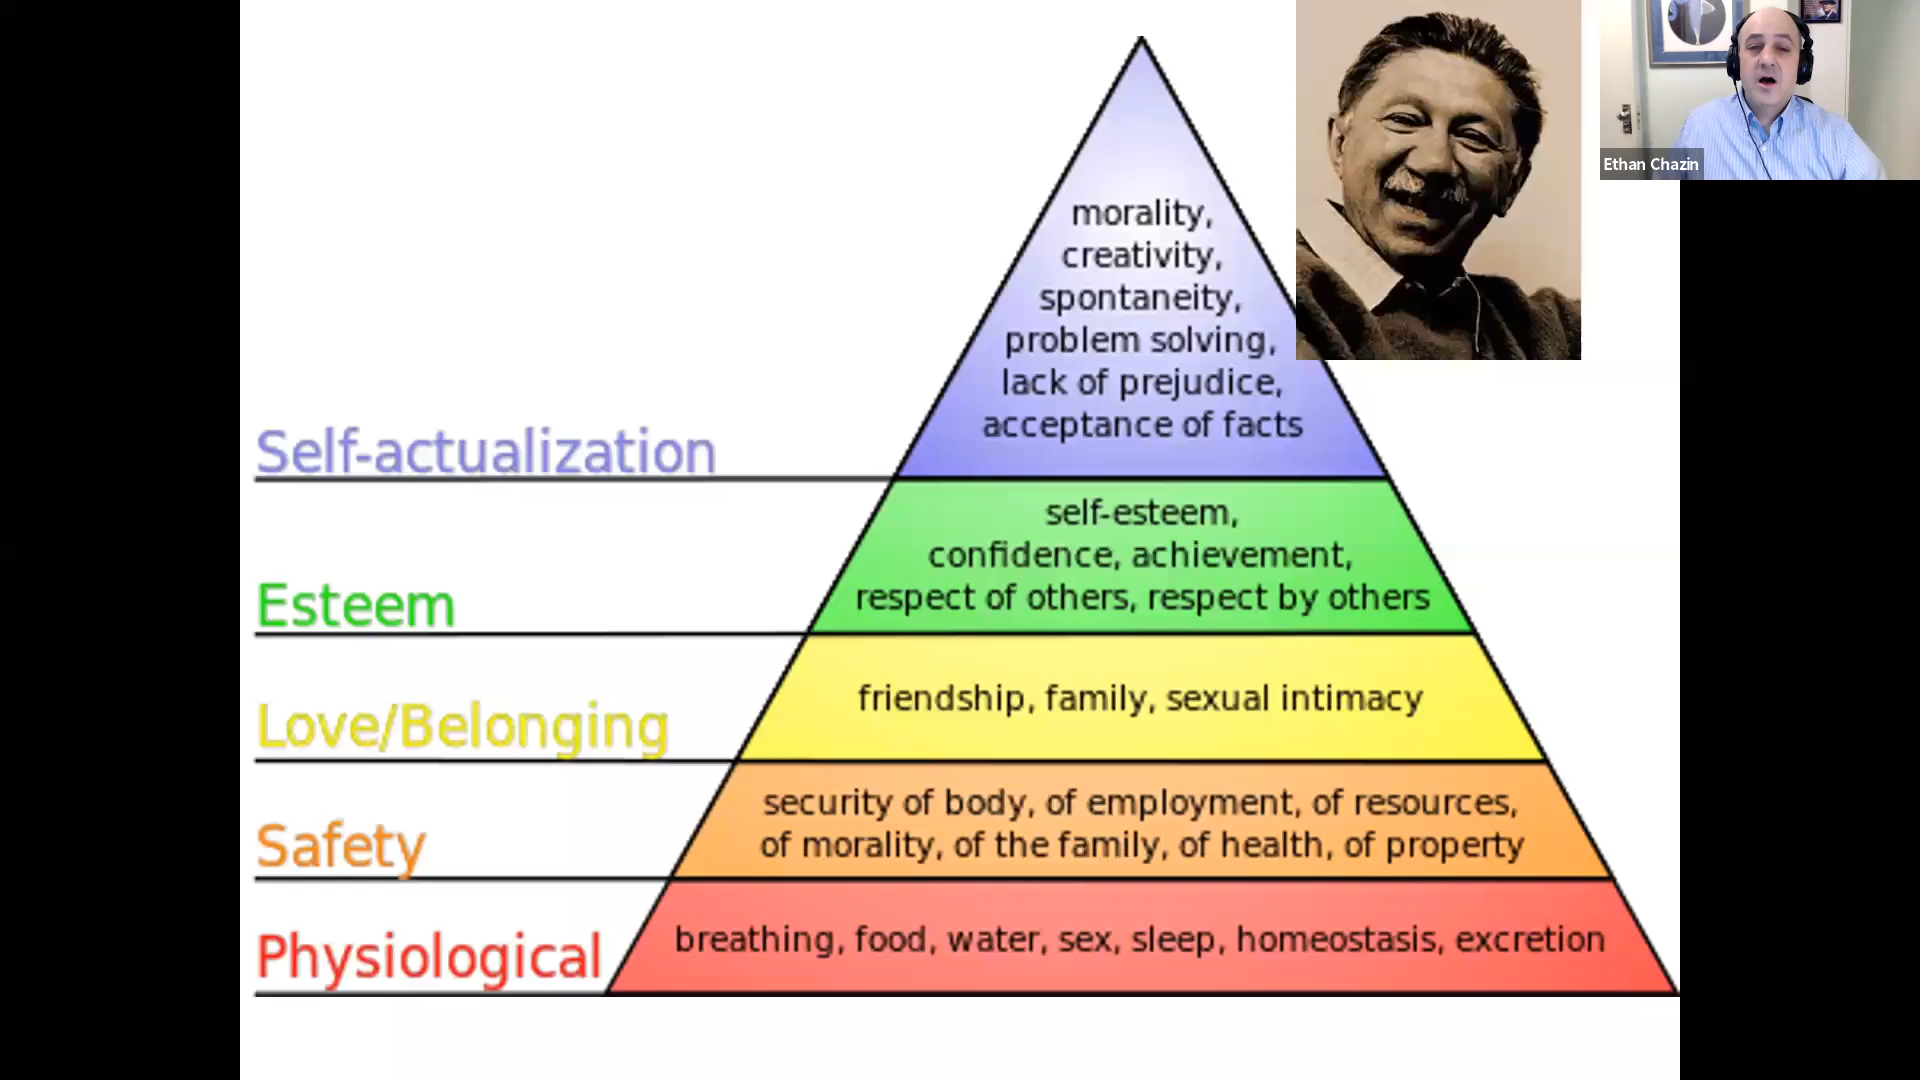 Ethan Chazin
morality,
creativity,
spontaneity,
problem solving,
lack of prejudice,
acceptance of facts
Self-actualization
self-esteem,
confidence, achievement,
respect of others, respect by others
Esteem
friendship, family, sexual intimacy
Love/Belonging
security of body, of employment, of resources,
of morality, of the family, of health, of property
Safety
breathing, food, water, sex, sleep, homeostasis, excretion
Physiological